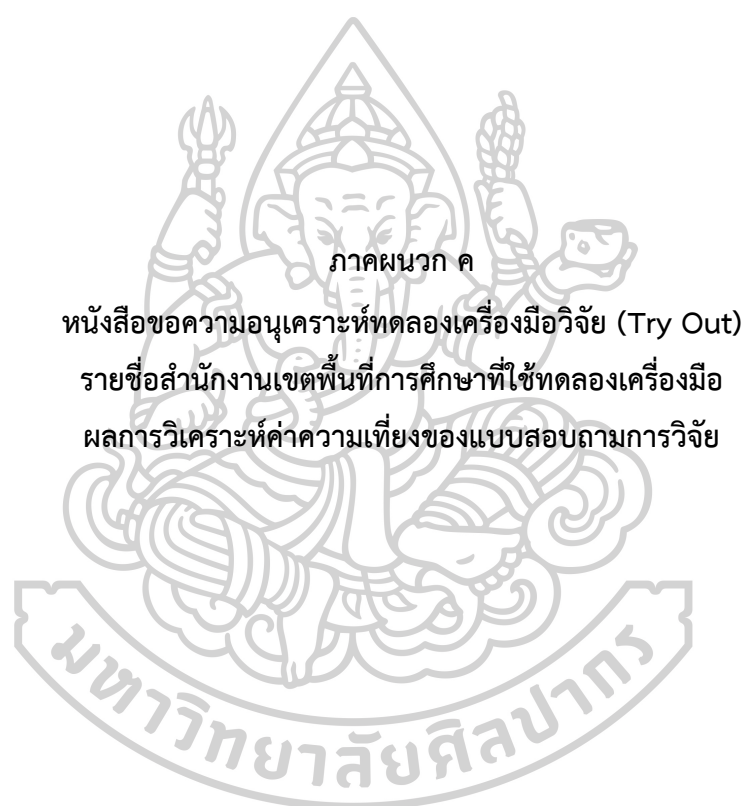 ภาคผนวก ค
หนังสือขอความอนุเคราะห์ทดลองเครื่องมือวิจัย (Try Out)
รายชื่อสำนักงานเขตพื้นที่การศึกษาที่ใช้ทดลองเครื่องมือ
ผลการวิเคราะห์ค่าความเที่ยงของแบบสอบถามการวิจัย
มหาวิทยาลัยศิลปากร